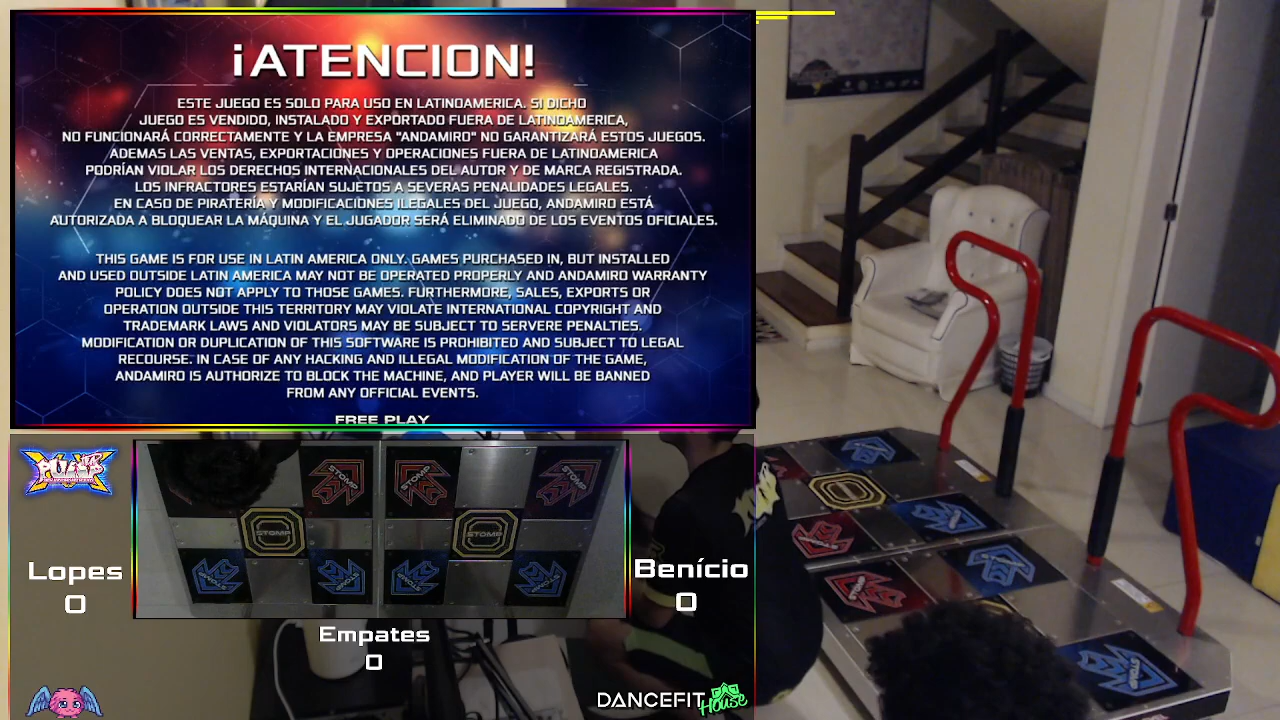 ¡ATENCION!
ESTE JUEGO ES SOLO PARA USO EN LATINOAMERICA. SI DICHO
JUEGO ES VENDIDO, INSTALADO Y EXPORTADO FUERA DE LATINOAMERICA,
NO FUNCIONARÁ CORRECTAMENTE Y LA EMPRESA "ANDAMIRO" NO GARANTIZARÁ ESTOS JUEGOS.
ADEMAS LAS VENTAS, EXPORTACIONES Y OPERACIONES FUERA DE LATINOAMERICA
PODRÍAN VIOLAR LOS DERECHOS INTERNACIONALES DEL AUTOR Y DE MARCA REGISTRADA.
LOS INFRACTORES ESTARÍAN SUJETOS A SEVERAS PENALIDADES LEGALES.
EN CASO DE PIRATERÍA Y MODIFICACIONES ILEGALES DEL JUEGO, ANDAMIRO ESTÁ
AUTORIZADA A BLOQUEAR LA MÁQUINA Y EL JUGADOR SERÁ ELIMINADO DE LOS EVENTOS OFICIALES.
THIS GAME IS FOR USE IN LATIN AMERICA ONLY. GAMES PURCHASED IN, BUT INSTALLED
AND USED OUTSIDE LATIN AMERICA MAY NOT BE OPERATED PROPERLY AND ANDAMIRO WARRANTY
POLICY DOES NOT APPLY TO THOSE GAMES. FURTHERMORE, SALES, EXPORTS OR
OPERATION OUTSIDE THIS TERRITORY MAY VIOLATE INTERNATIONAL COPYRIGHT AND
TRADEMARK LAWS AND VIOLATORS MAY BE SUBJECT TO SERVERE PENALTIES.
MODIFICATION OR DUPLICATION OF THIS SOFTWARE IS PROHIBITED AND SUBJECT TO LEGAL
RECOURSE. IN CASE OF ANY HACKING AND ILLEGAL MODIFICATION OF THE GAME,
ANDAMIRO IS AUTHORIZE TO BLOCK THE MACHINE, AND PLAYER WILL BE BANNED
FROM ANY OFFICIAL EVENTS.
FREE PLAY
STOMP STOMP STOMP
STOMP STOMP
STOMP STOMP STOMP STOMP
Lopes
0
Benício
0
Empates
0
DANCEFIT House